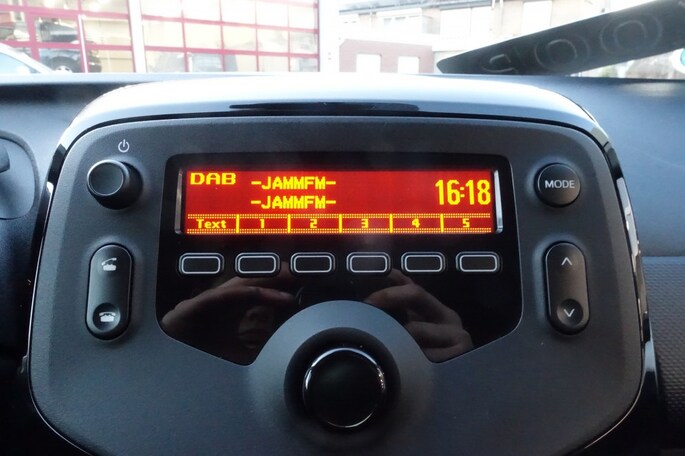 DAB -JAMMFM- 16:18
-JAMMFM-
Text 1 2 3 4 5
MODE